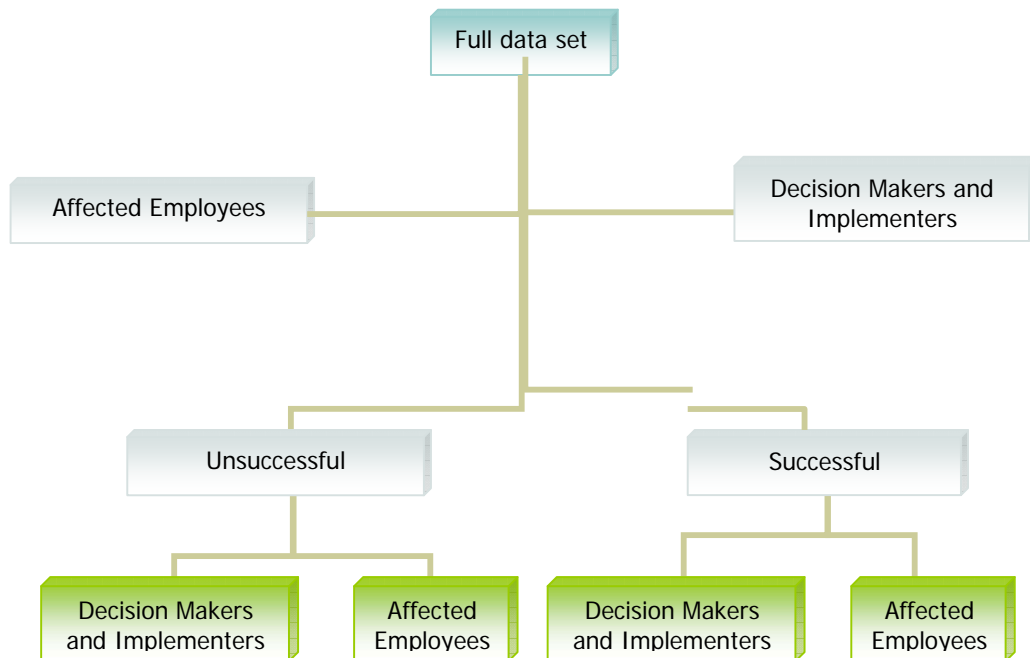 Full data set
Affected Employees
Decision Makers and
Implementers
Unsuccessful
Successful
Decision Makers
and Implementers
Affected
Employees
Decision Makers
and Implementers
Affected
Employees